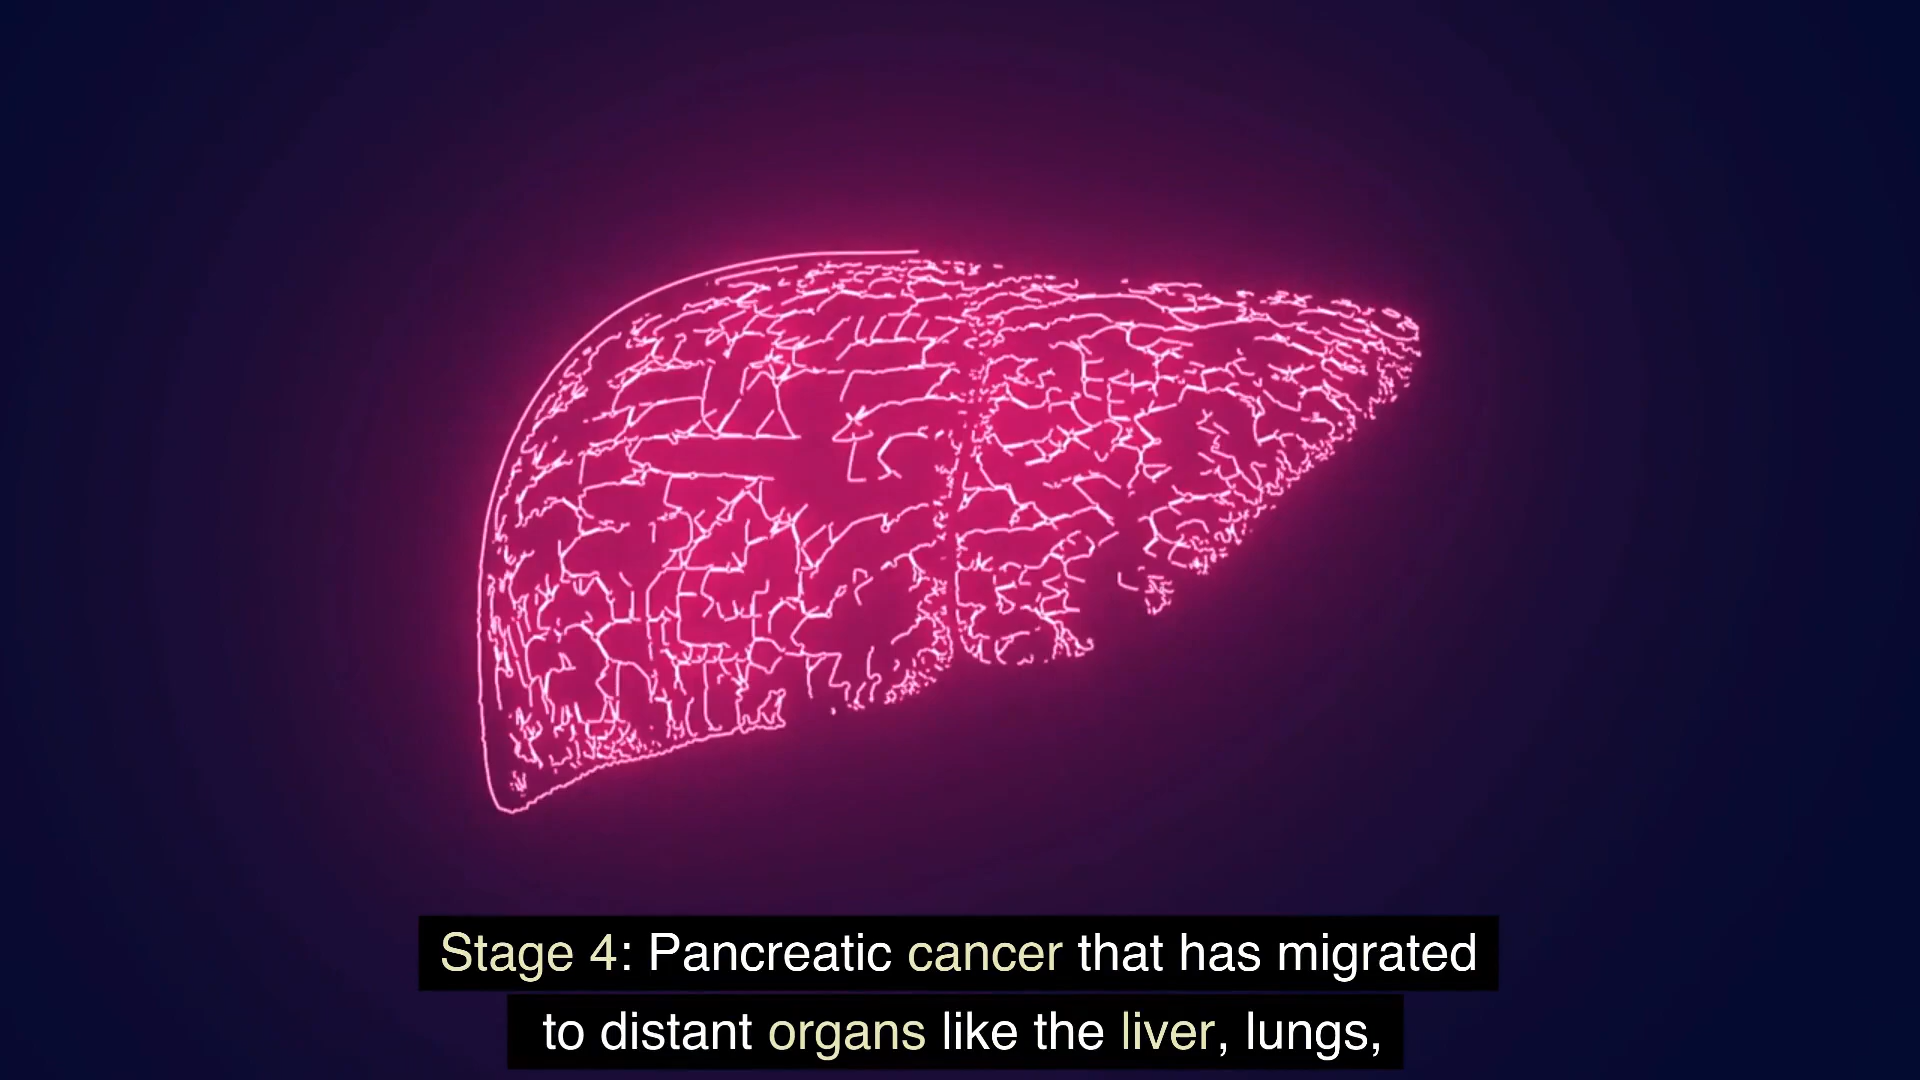 Stage 4: Pancreatic cancer that has migrated
to distant organs like the liver, lungs,